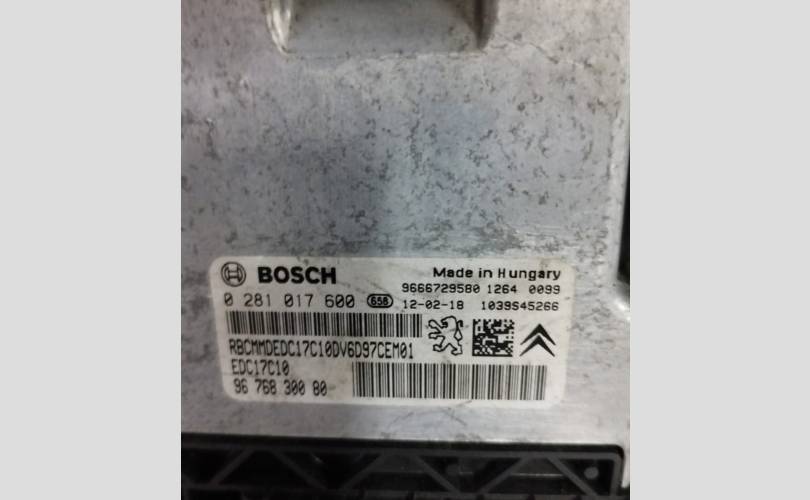 BOSCH
Made in Hungary
9666729580 1264 0099
0 281 017 600 658 12-02-18 1039S45266
RBCMMDEDC17C10DV6D97CEM01
EDC17C10
96 768 300 80